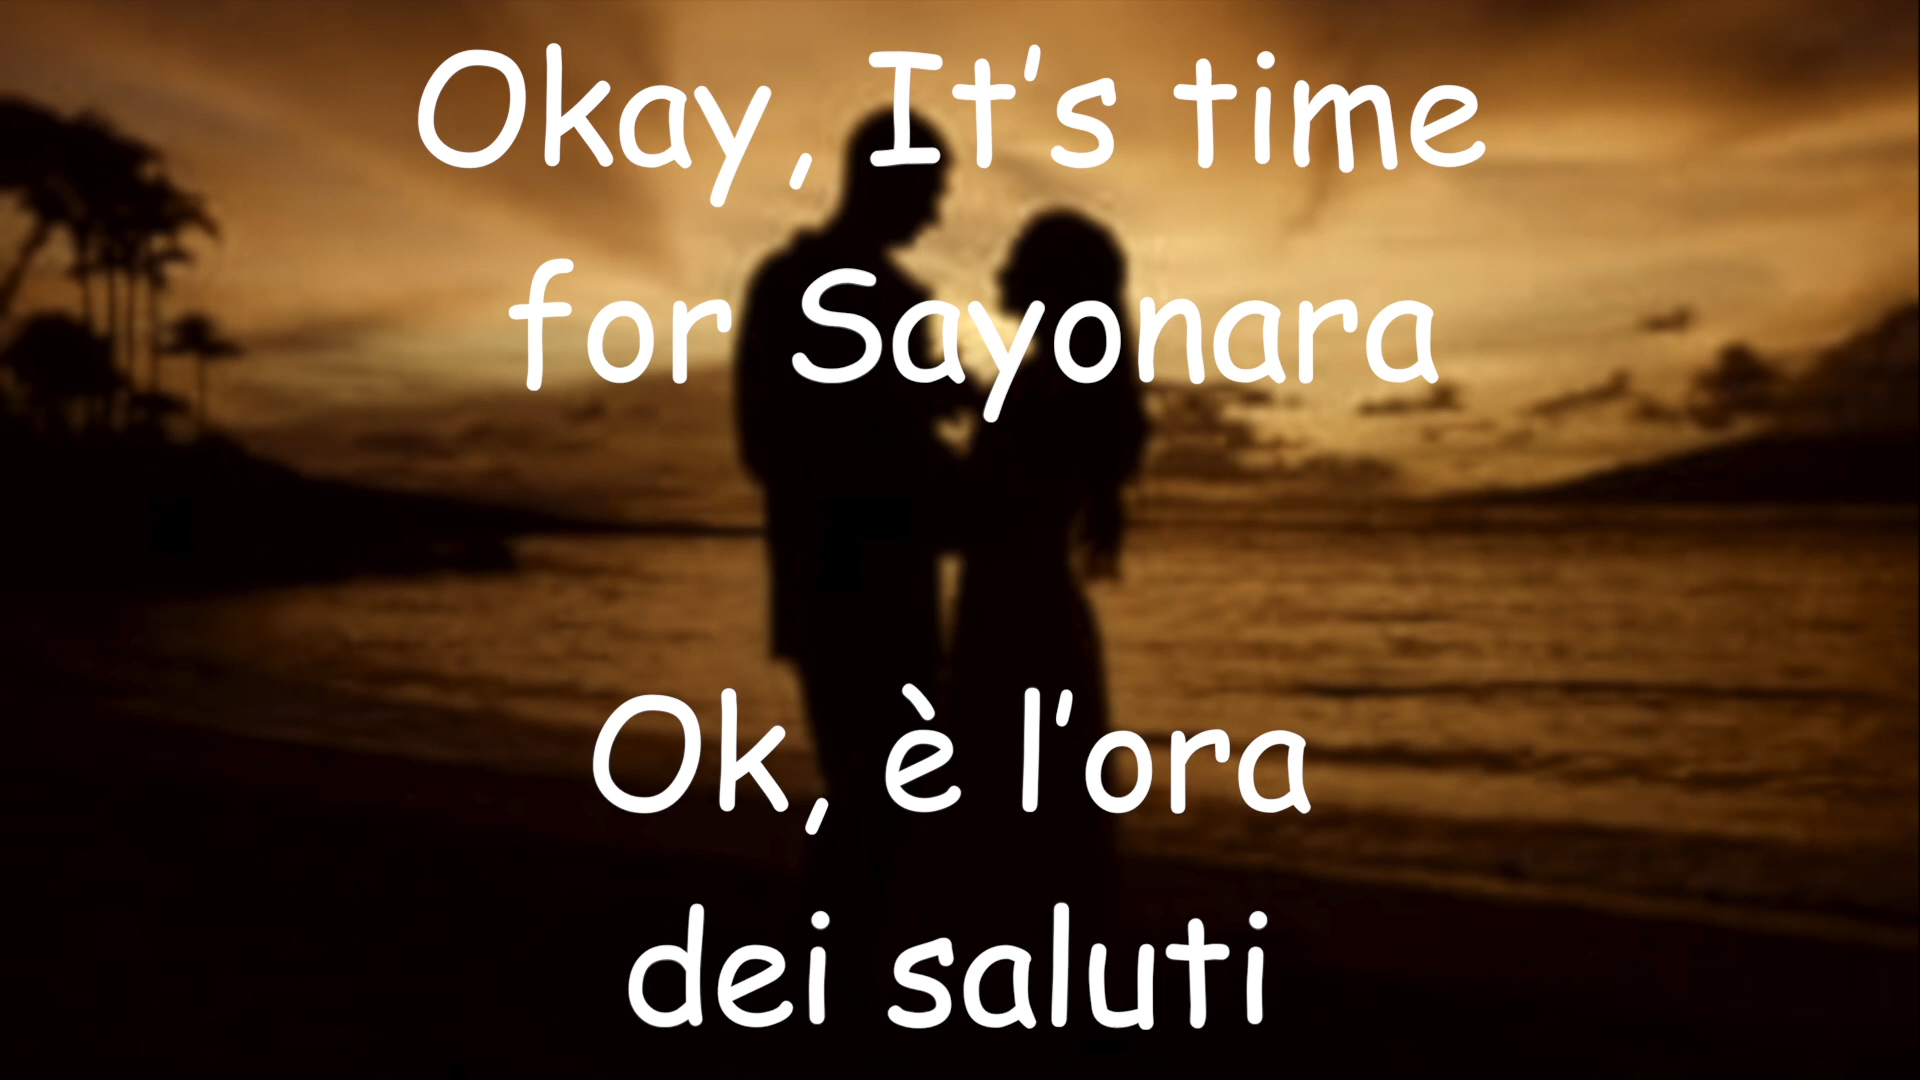 Okay, It’s time
for Sayonara
Ok, è l’ora
dei saluti